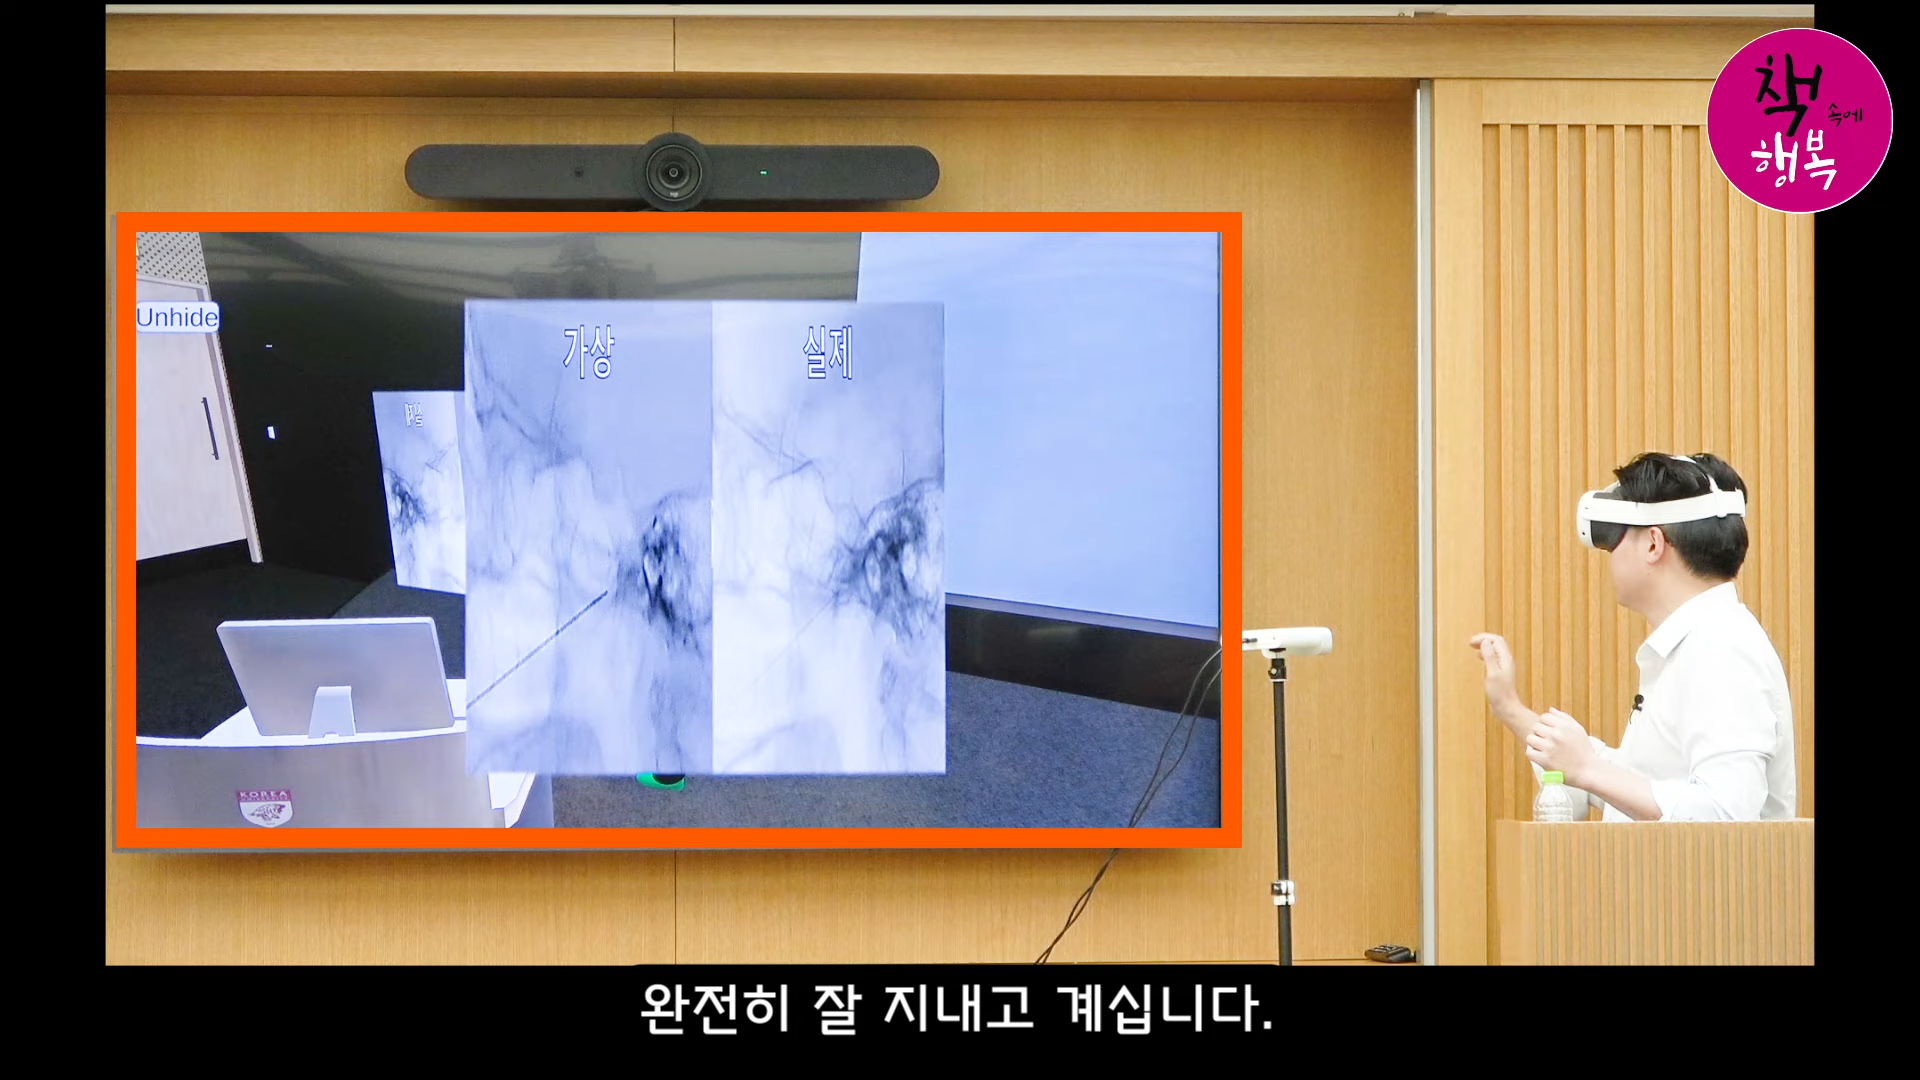 책
속에
행복
Unhide
가상
실제
KOREA
완전히 잘 지내고 계십니다.